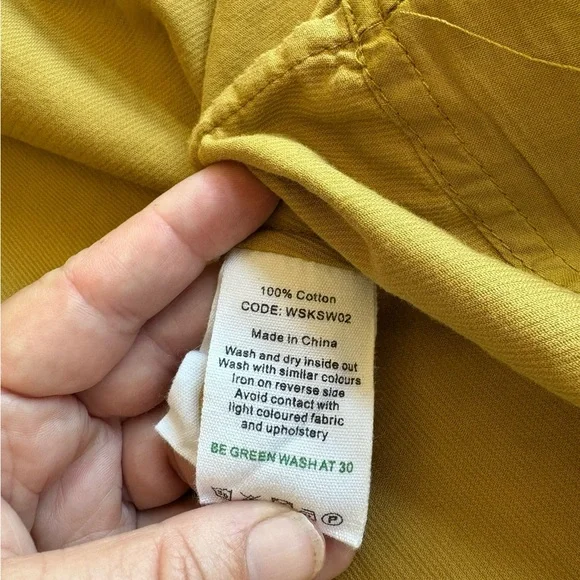 100% Cotton
CODE: WSKSW02
Made in China
Wash and dry inside out
Wash with similar colours
Iron on reverse side
Avoid contact with
light coloured fabric
and upholstery
BE GREEN WASH AT 30
P